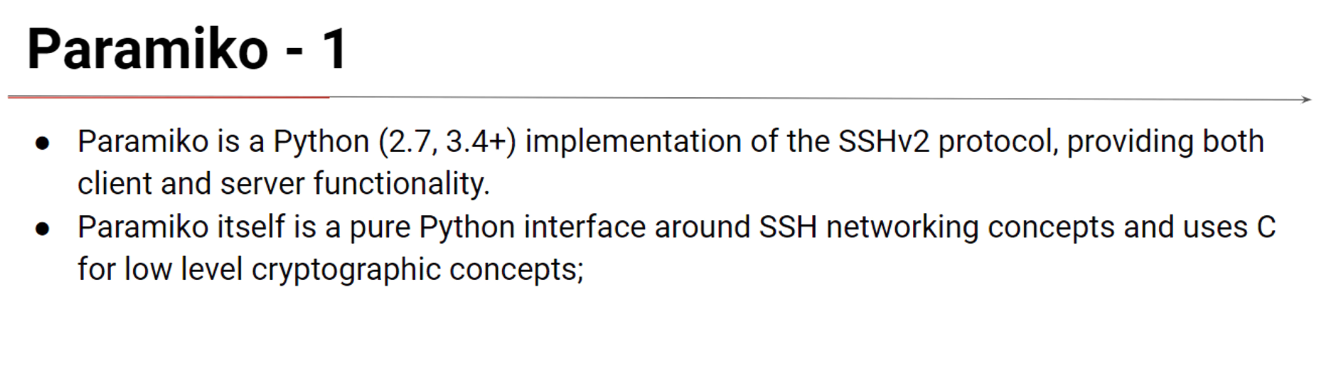 Paramiko - 1
● Paramiko is a Python (2.7, 3.4+) implementation of the SSHv2 protocol, providing both
client and server functionality.
● Paramiko itself is a pure Python interface around SSH networking concepts and uses C
for low level cryptographic concepts;